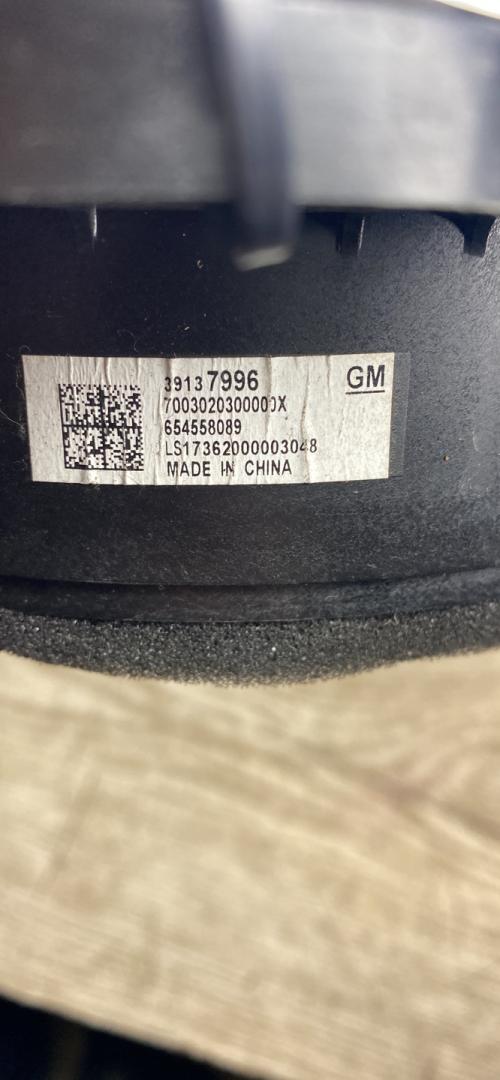 39137996 GM
7003020300000X
654558089
LS17362000003048
MADE IN CHINA